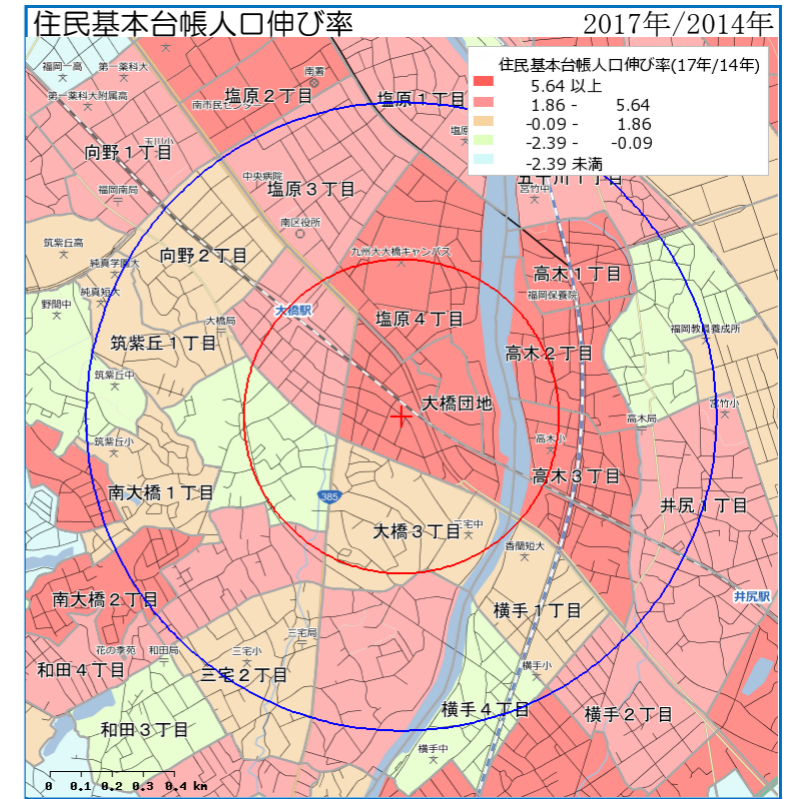 住民基本台帳人口伸び率 2017年/2014年
住民基本台帳人口伸び率(17年/14年)
5.64 以上
1.86 - 5.64
-0.09 - 1.86
-2.39 - -0.09
-2.39 未満
福岡一高
第一薬科大
南署
第一薬科大附属高
南市民センター
塩原2丁目
塩原1丁目
塩原
玉川小
向野1丁目
中央病院
塩原3丁目
五十川1丁目
宮竹中
福岡南局
南区役所
筑紫丘高
純真学園大
向野2丁目
九州大大橋キャンパス
高木1丁目
純真短大
福岡保養院
野間中
大橋駅
大橋局
塩原4丁目
福岡教員養成所
筑紫丘1丁目
高木2丁目
筑紫丘中
大橋団地
宮竹小
高木局
筑紫丘小
高木小
高木3丁目
南大橋1丁目
385
井尻1丁目
大橋3丁目
三宅中
香蘭短大
南大橋2丁目
井尻駅
横手1丁目
三宅局
花の季苑
和田局
三宅小
和田4丁目
三宅2丁目
横手小
横手4丁目
横手2丁目
和田3丁目
横手中
0 0.1 0.2 0.3 0.4 km